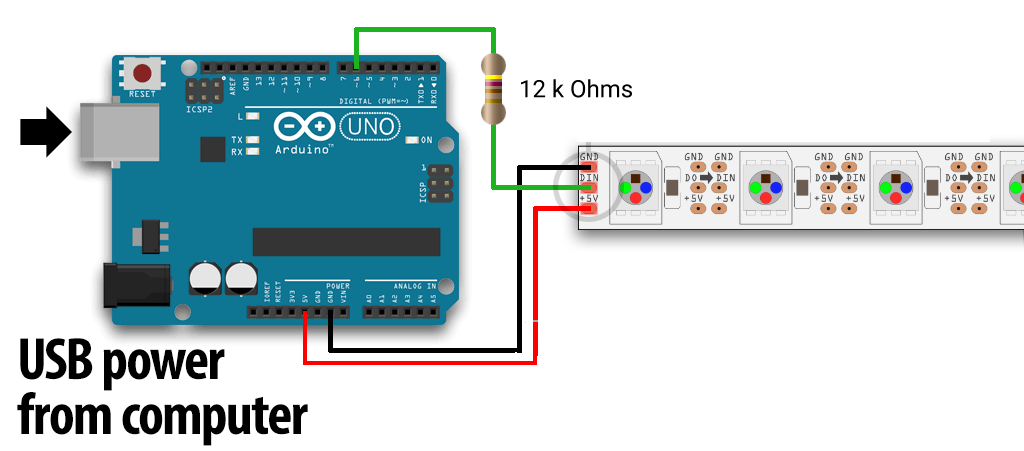 RESET
ICSP2
AREF
GND
13
12
~11
~10
~9
8
7
~6
~5
4
~3
2
TX0▶1
RX0◀0
DIGITAL (PWM=~)
L
TX
RX
UNO
Arduino™
ON
1
ICSP
12 k Ohms
GND
DIN
+5V
GND GND
DO DIN
+5V +5V
GND GND
DO DIN
+5V +5V
GND GND
DO DIN
+5V +5V
POWER
ANALOG IN
IOREF
RESET
3V3
5V
GND
GND
VIN
A0
A1
A2
A3
A4
A5
USB power
from computer